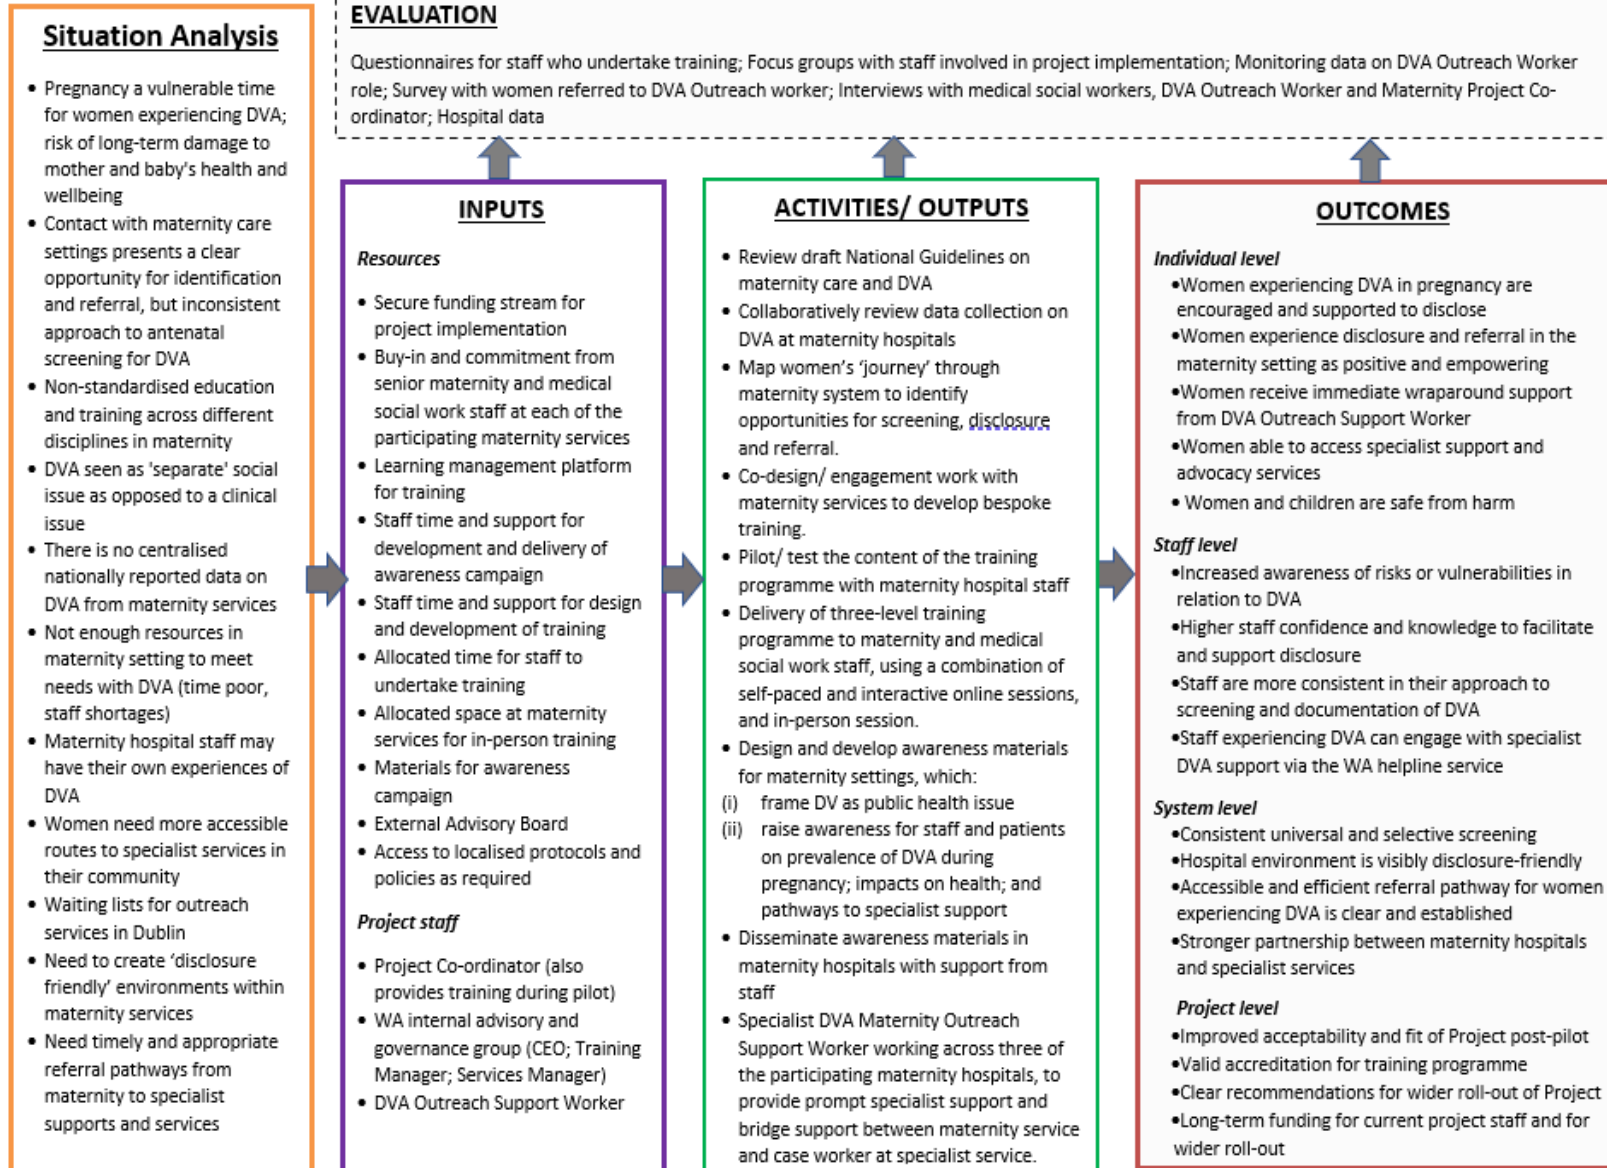 Situation Analysis
• Pregnancy a vulnerable time
for women experiencing DVA;
risk of long-term damage to
mother and baby's health and
wellbeing
• Contact with maternity care
settings presents a clear
opportunity for identification
and referral, but inconsistent
approach to antenatal
screening for DVA
• Non-standardised education
and training across different
disciplines in maternity
• DVA seen as 'separate' social
issue as opposed to a clinical
issue
• There is no centralised
nationally reported data on
DVA from maternity services
• Not enough resources in
maternity setting to meet
needs with DVA (time poor,
staff shortages)
• Maternity hospital staff may
have their own experiences of
DVA
• Women need more accessible
routes to specialist services in
their community
• Waiting lists for outreach
services in Dublin
• Need to create ‘disclosure
friendly’ environments within
maternity services
• Need timely and appropriate
referral pathways from
maternity to specialist
supports and services
EVALUATION
Questionnaires for staff who undertake training; Focus groups with staff involved in project implementation; Monitoring data on DVA Outreach Worker
role; Survey with women referred to DVA Outreach worker; Interviews with medical social workers, DVA Outreach Worker and Maternity Project Co-
ordinator; Hospital data
INPUTS
Resources
• Secure funding stream for
project implementation
• Buy-in and commitment from
senior maternity and medical
social work staff at each of the
participating maternity services
• Learning management platform
for training
• Staff time and support for
development and delivery of
awareness campaign
• Staff time and support for design
and development of training
• Allocated time for staff to
undertake training
• Allocated space at maternity
services for in-person training
• Materials for awareness
campaign
• External Advisory Board
• Access to localised protocols and
policies as required
Project staff
• Project Co-ordinator (also
provides training during pilot)
• WA internal advisory and
governance group (CEO; Training
Manager; Services Manager)
• DVA Outreach Support Worker
ACTIVITIES/ OUTPUTS
• Review draft National Guidelines on
maternity care and DVA
• Collaboratively review data collection on
DVA at maternity hospitals
• Map women’s ‘journey’ through
maternity system to identify
opportunities for screening, disclosure
and referral.
• Co-design/ engagement work with
maternity services to develop bespoke
training.
• Pilot/ test the content of the training
programme with maternity hospital staff
• Delivery of three-level training
programme to maternity and medical
social work staff, using a combination of
self-paced and interactive online sessions,
and in-person session.
• Design and develop awareness materials
for maternity settings, which:
(i) frame DV as public health issue
(ii) raise awareness for staff and patients
on prevalence of DVA during
pregnancy; impacts on health; and
pathways to specialist support
• Disseminate awareness materials in
maternity hospitals with support from
staff
• Specialist DVA Maternity Outreach
Support Worker working across three of
the participating maternity hospitals, to
provide prompt specialist support and
bridge support between maternity service
and case worker at specialist service.
OUTCOMES
Individual level
•Women experiencing DVA in pregnancy are
encouraged and supported to disclose
•Women experience disclosure and referral in the
maternity setting as positive and empowering
•Women receive immediate wraparound support
from DVA Outreach Support Worker
•Women able to access specialist support and
advocacy services
• Women and children are safe from harm
Staff level
•Increased awareness of risks or vulnerabilities in
relation to DVA
•Higher staff confidence and knowledge to facilitate
and support disclosure
•Staff are more consistent in their approach to
screening and documentation of DVA
•Staff experiencing DVA can engage with specialist
DVA support via the WA helpline service
System level
•Consistent universal and selective screening
•Hospital environment is visibly disclosure-friendly
•Accessible and efficient referral pathway for women
experiencing DVA is clear and established
•Stronger partnership between maternity hospitals
and specialist services
Project level
•Improved acceptability and fit of Project post-pilot
•Valid accreditation for training programme
•Clear recommendations for wider roll-out of Project
•Long-term funding for current project staff and for
wider roll-out